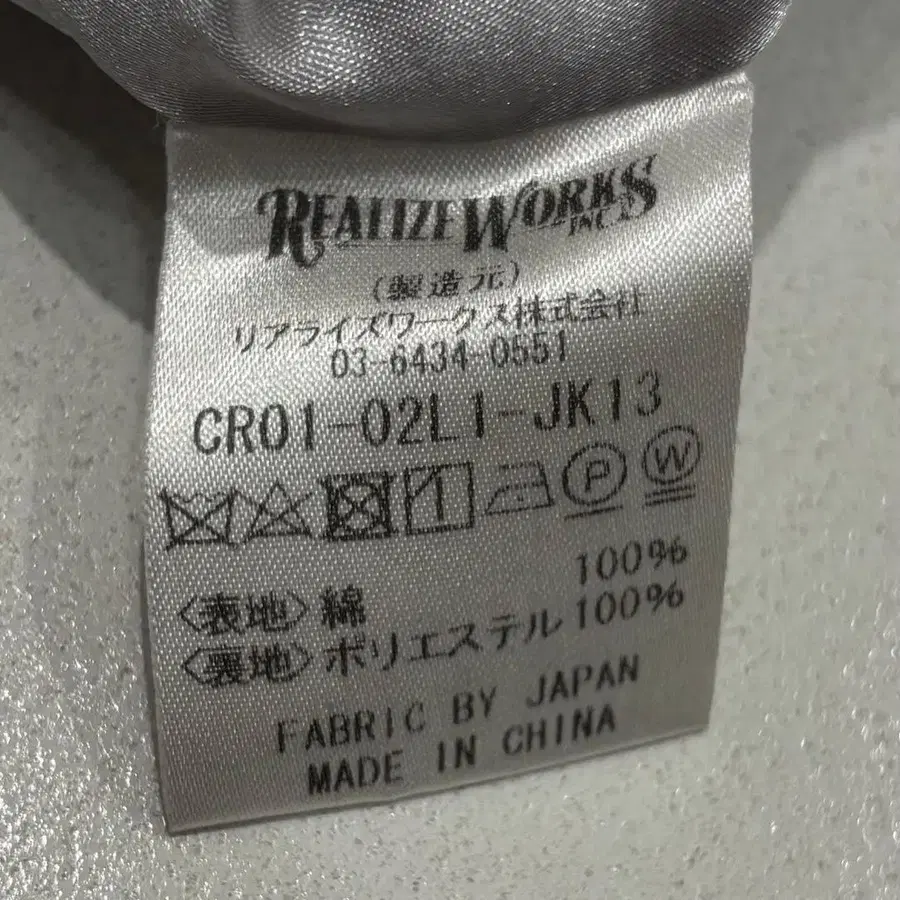 REALIZE WORKS INC.
(製造元)
リアライズワークス株式会社
03-6434-0551
CR01-02L1-JK13
1 P W
100%
〈表地〉綿
〈裏地〉ポリエステル 100%
FABRIC BY JAPAN
MADE IN CHINA